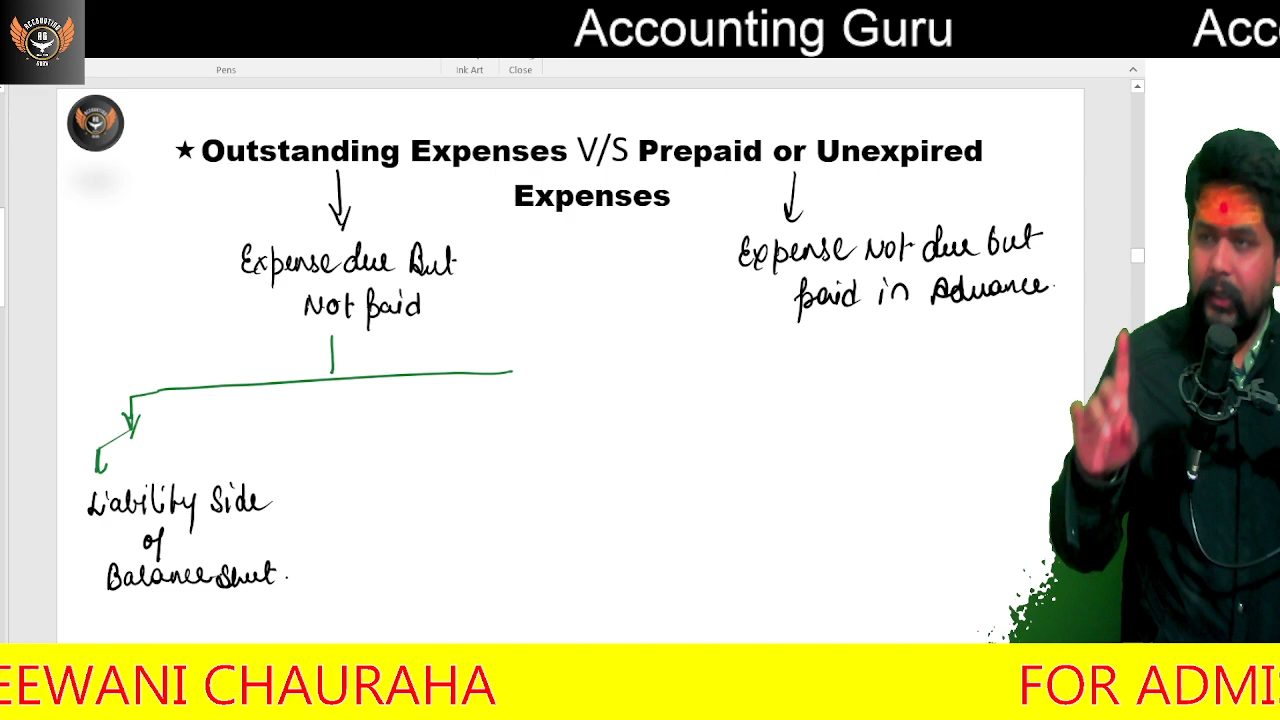 Accounting Guru
Acc
Pens
Ink Art
Close
★ Outstanding Expenses V/S Prepaid or Unexpired
Expenses
Expense due But
Not paid
Expense Not due but
paid in Advance.
Liability Side
of
Balance Sheet.
EEWANI CHAURAHA
FOR ADMIS